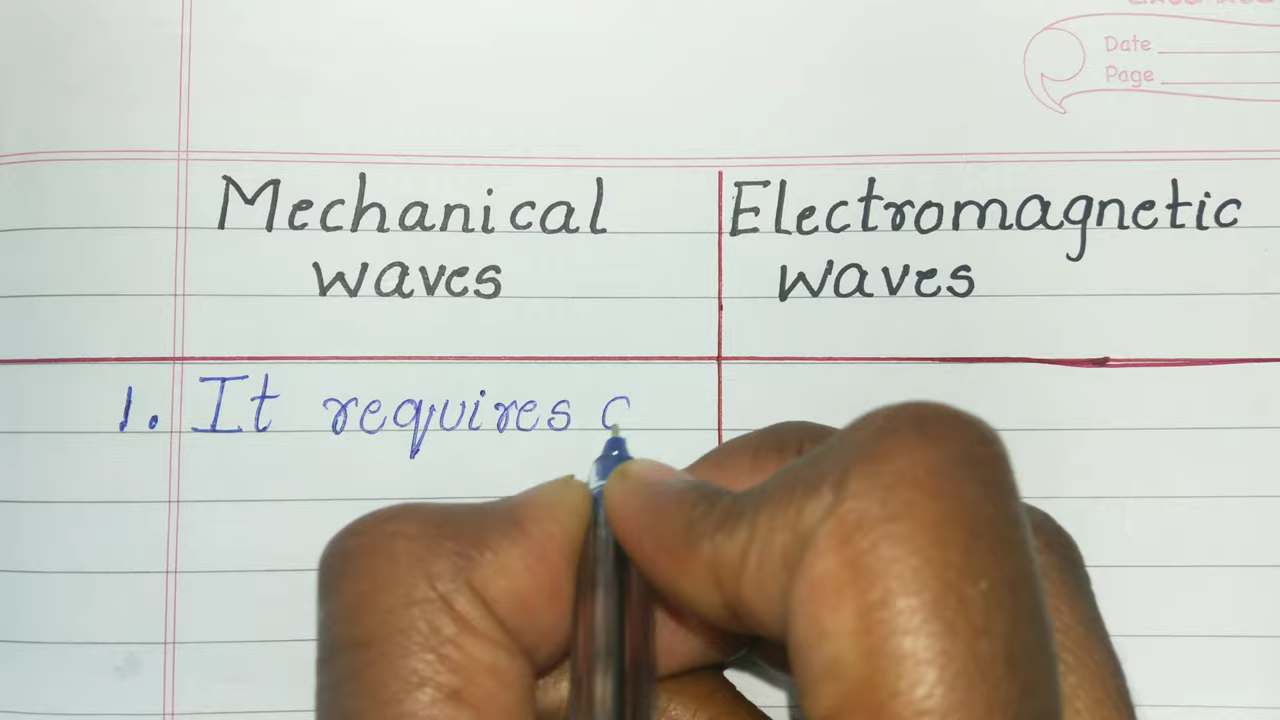 Date
Page
Mechanical waves
Electromagnetic waves
1. It requires